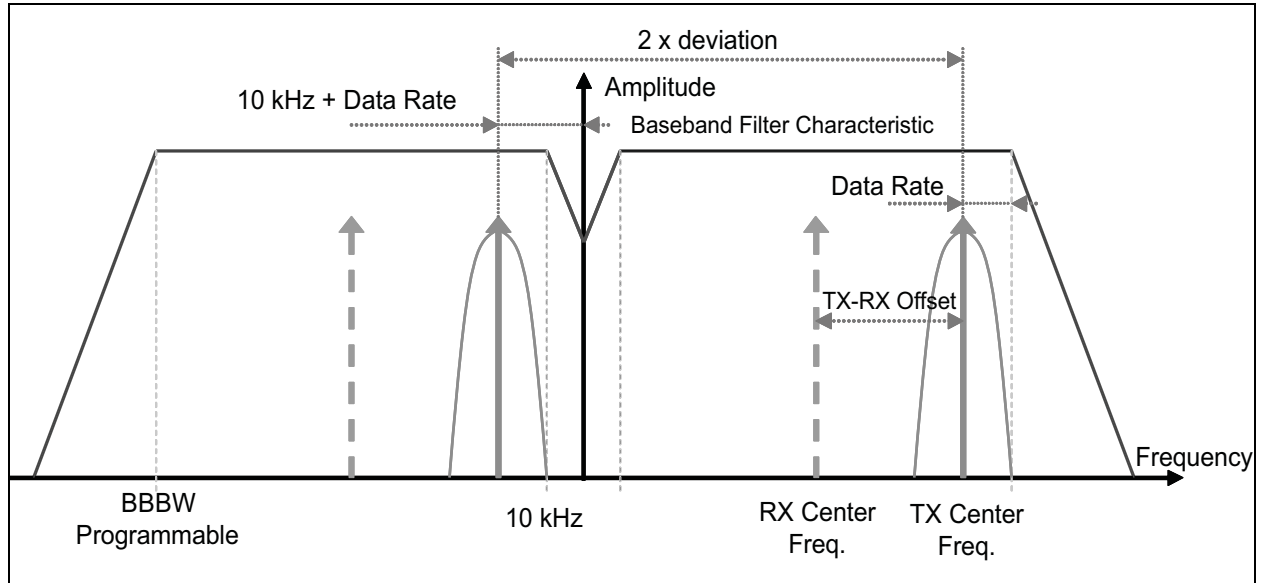 2 x deviation
Amplitude
10 kHz + Data Rate
Baseband Filter Characteristic
Data Rate
TX-RX Offset
Frequency
BBBW
Programmable
10 kHz
RX Center
Freq.
TX Center
Freq.